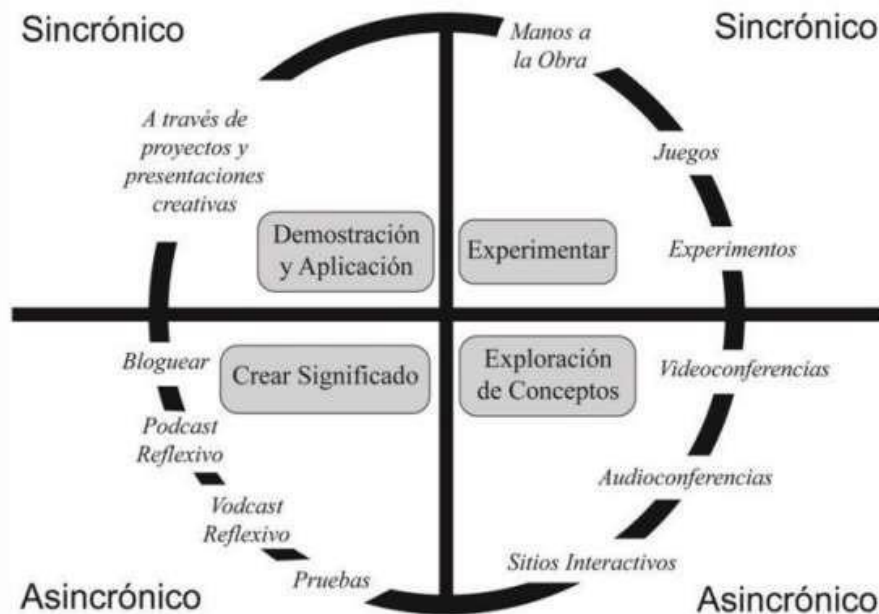 Sincrónico
Sincrónico
Manos a
la Obra
A través de
proyectos y
presentaciones
creativas
Juegos
Demostración
y Aplicación
Experimentar
Experimentos
Bloguear
Crear Significado
Exploración
de Conceptos
Videoconferencias
Podcast
Reflexivo
Audioconferencias
Vodcast
Reflexivo
Sitios Interactivos
Pruebas
Asincrónico
Asincrónico